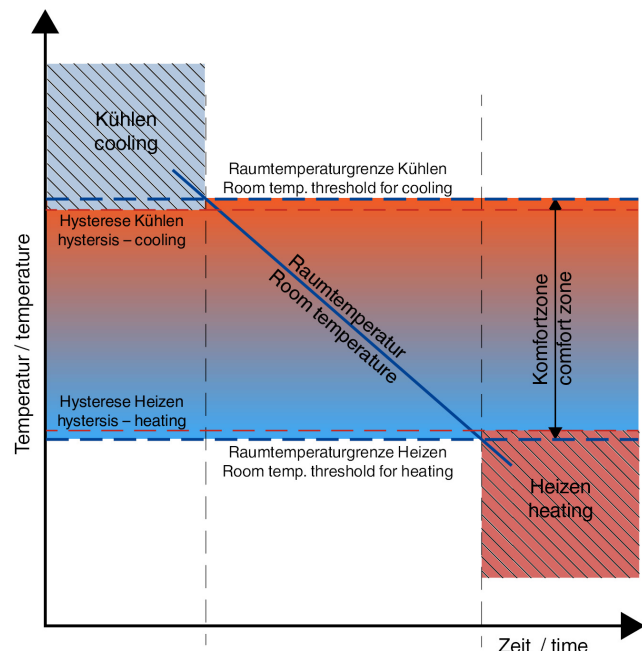 Kühlen
cooling
Raumtemperaturgrenze Kühlen
Room temp. threshold for cooling
Hysterese Kühlen
hystersis – cooling
Raumtemperatur
Room temperature
Komfortzone
comfort zone
Temperatur / temperature
Hysterese Heizen
hystersis – heating
Raumtemperaturgrenze Heizen
Room temp. threshold for heating
Heizen
heating
Zeit / time